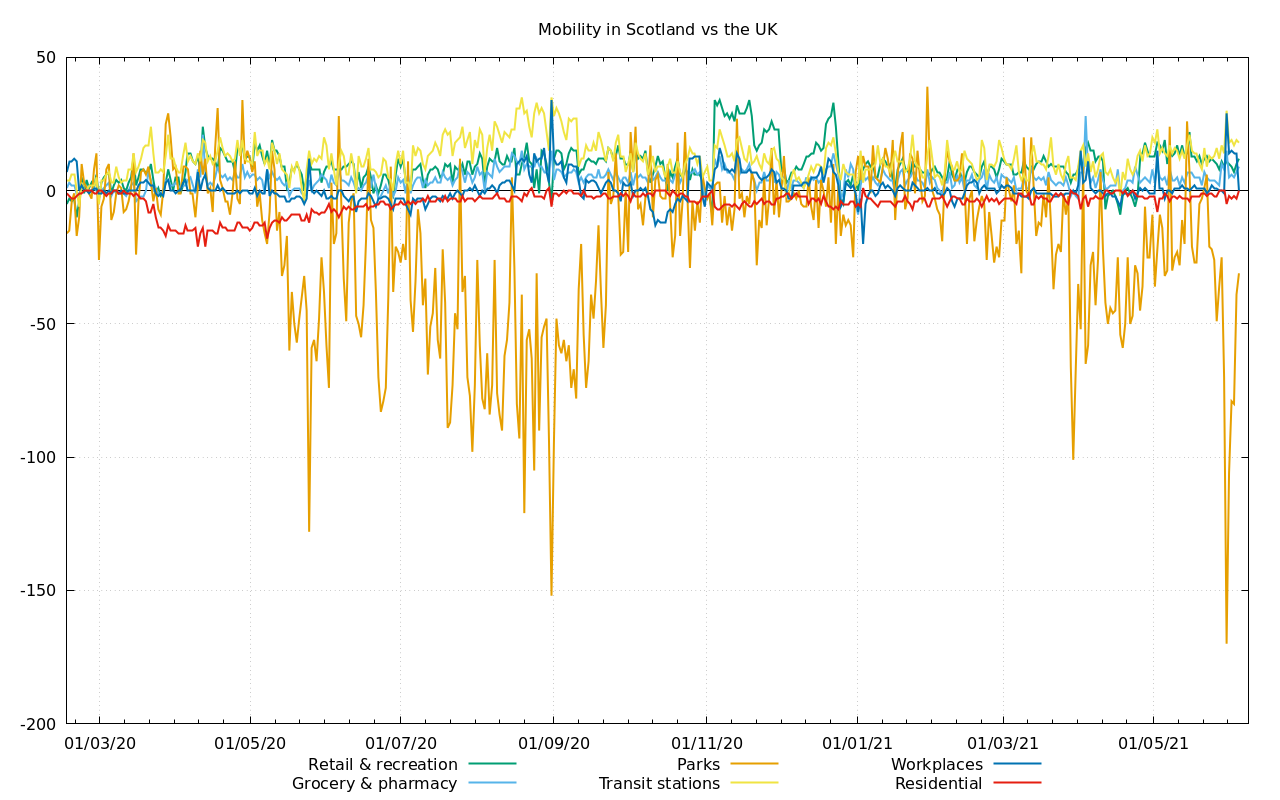 Mobility in Scotland vs the UK
50
0
-50
-100
-150
-200
01/03/20 01/05/20 01/07/20 01/09/20 01/11/20 01/01/21 01/03/21 01/05/21
Retail & recreation Parks Workplaces
Grocery & pharmacy Transit stations Residential